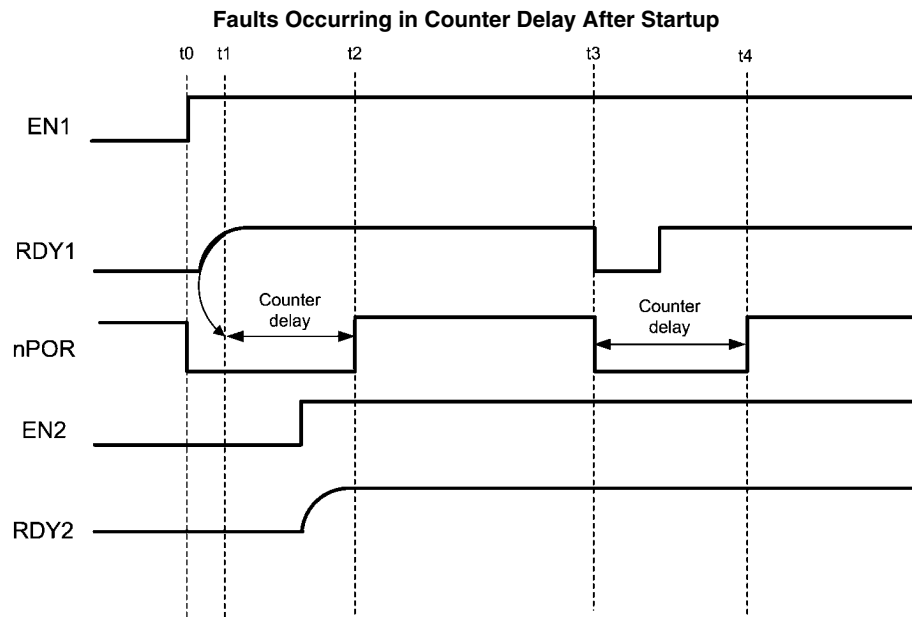 Faults Occurring in Counter Delay After Startup
t0 t1 t2 t3 t4
EN1
RDY1
Counter
delay
Counter
delay
nPOR
EN2
RDY2